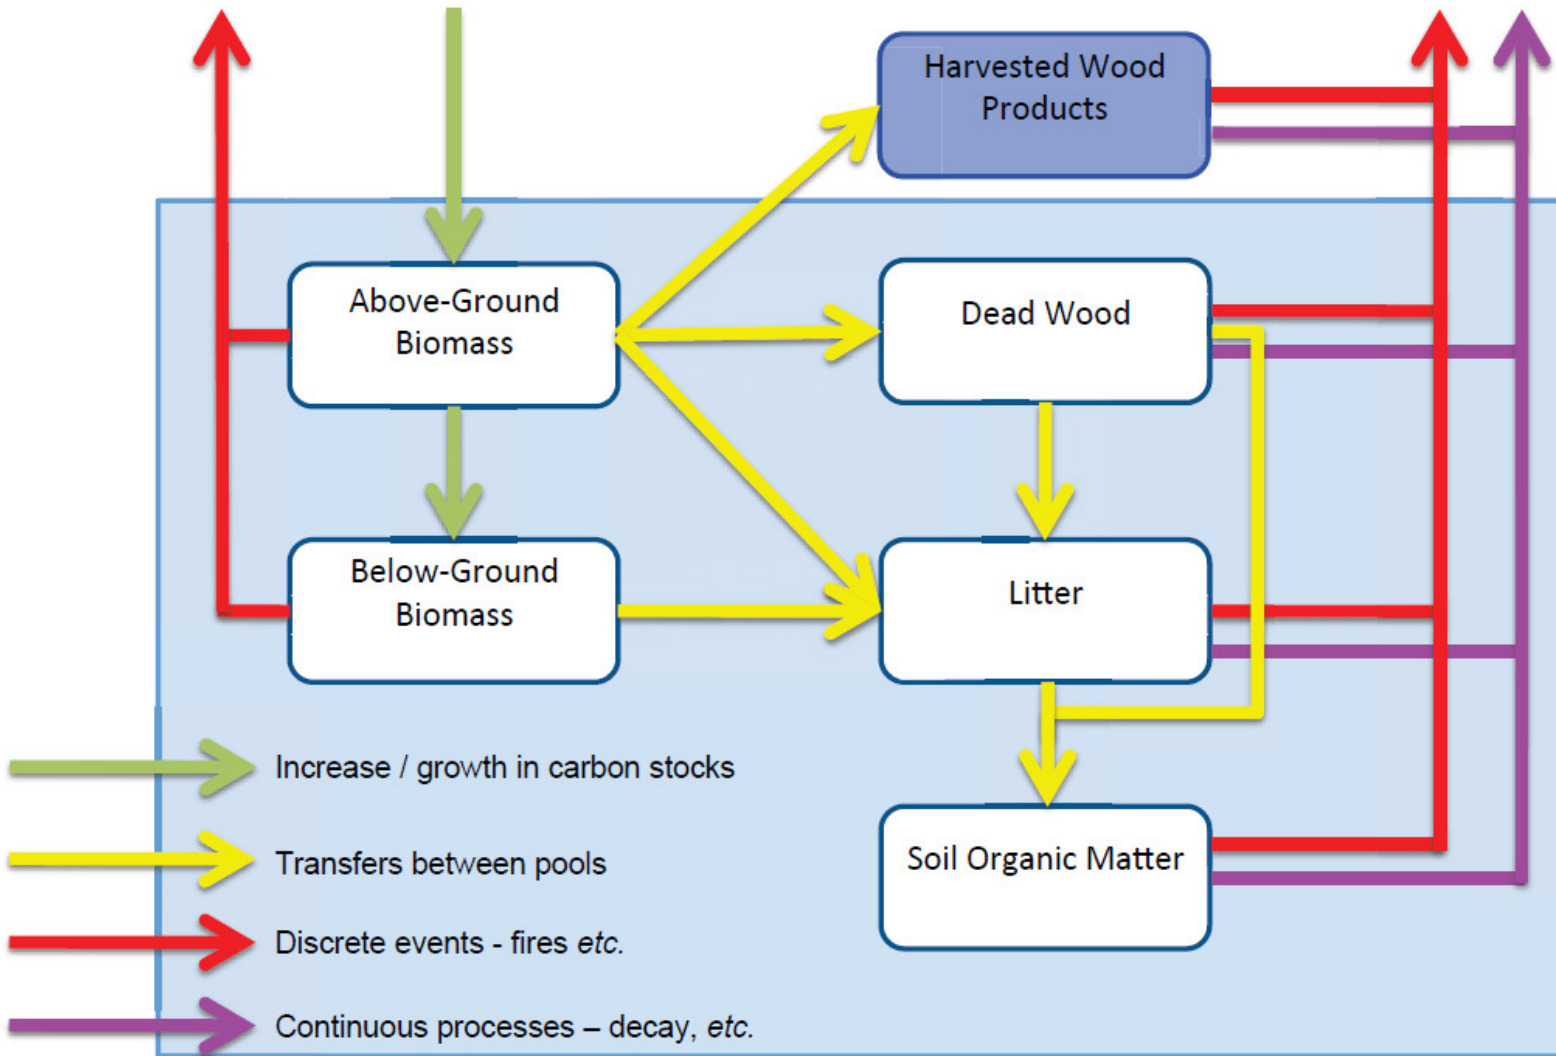 Harvested Wood
Products
Above-Ground
Biomass
Dead Wood
Below-Ground
Biomass
Litter
Increase / growth in carbon stocks
Transfers between pools
Soil Organic Matter
Discrete events - fires etc.
Continuous processes – decay, etc.